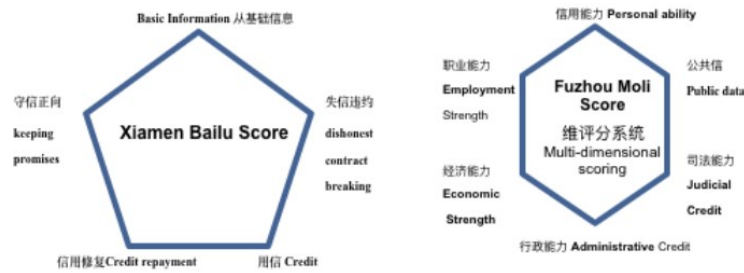 Basic Information 从基础信息
守信正向
keeping
promises
Xiamen Bailu Score
失信违约
dishonest
contract
breaking
信用修复Credit repayment
用信 Credit
信用能力 Personal ability
职业能力
Employment
Strength
Fuzhou Moli
Score
维评分系统
Multi-dimensional
scoring
公共信
Public data
经济能力
Economic
Strength
司法能力
Judicial
Credit
行政能力 Administrative Credit